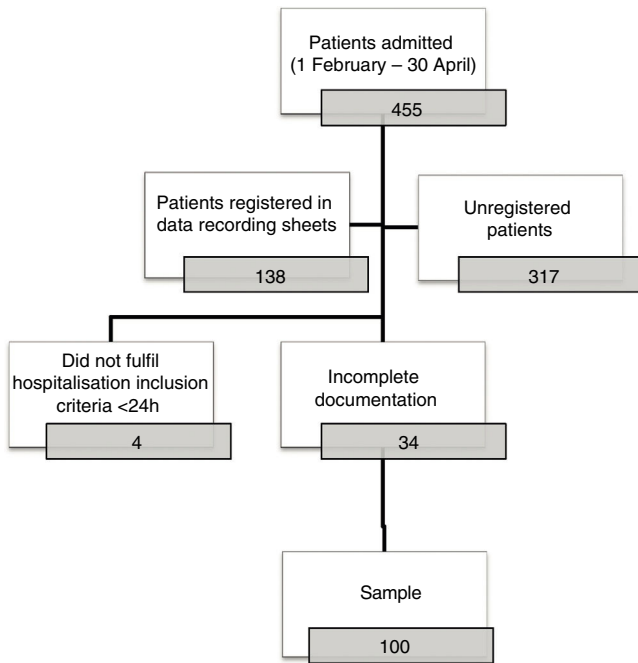 Patients admitted
(1 February – 30 April)
455
Patients registered in
data recording sheets
138
Unregistered
patients
317
Did not fulfil
hospitalisation inclusion
criteria <24h
4
Incomplete
documentation
34
Sample
100